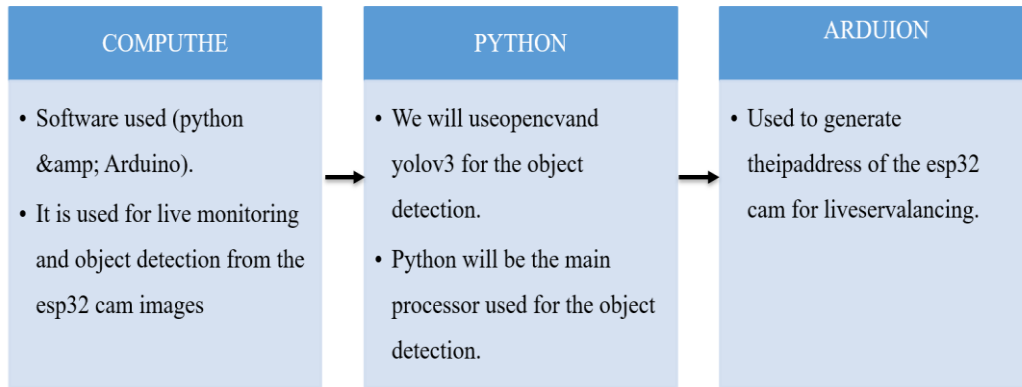 COMPUTHE
• Software used (python
&amp; Arduino).
• It is used for live monitoring
and object detection from the
esp32 cam images
PYTHON
• We will useopencvand
yolov3 for the object
detection.
• Python will be the main
processor used for the object
detection.
ARDUION
• Used to generate
theipaddress of the esp32
cam for liveservalancing.